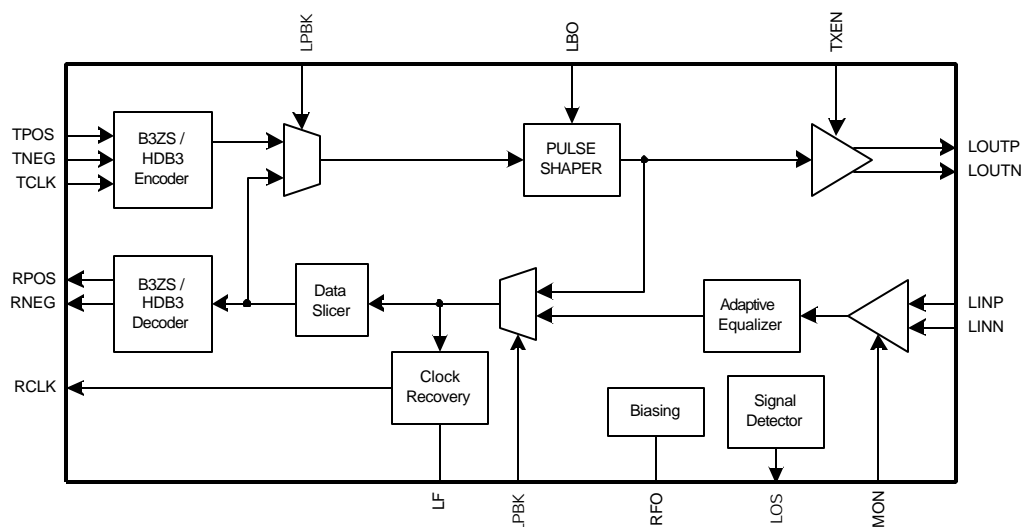 LPBK
LBO
TXEN
TPOS
TNEG
TCLK
B3ZS /
HDB3
Encoder
PULSE
SHAPER
LOUTP
LOUTN
RPOS
RNEG
B3ZS /
HDB3
Decoder
Data
Slicer
Adaptive
Equalizer
LINP
LINN
RCLK
Clock
Recovery
Biasing
Signal
Detector
LF
LPBK
RFO
LOS
MON